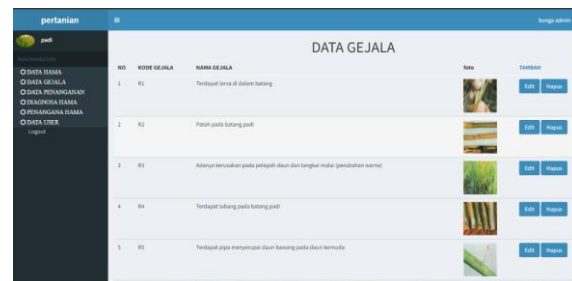 pertanian
bunga admin
padi
DATA HAMA
DATA GEJALA
DATA PENANGANAN
DIAGNOSA HAMA
PENANGANA HAMA
DATA USER
Logout
DATA GEJALA
NO KODE GEJALA NAMA GEJALA foto TAMBAH
1 R1 Terdapat larva di dalam batang Edit Hapus
2 R2 Patah pada batang padi Edit Hapus
3 R3 Adanya kerusakan pada pelepah daun dan tangkai malai (perubahan warna) Edit Hapus
4 R4 Terdapat lubang pada batang padi Edit Hapus
5 R5 Terdapat pipa menyerupai daun bawang pada daun termuda Edit Hapus